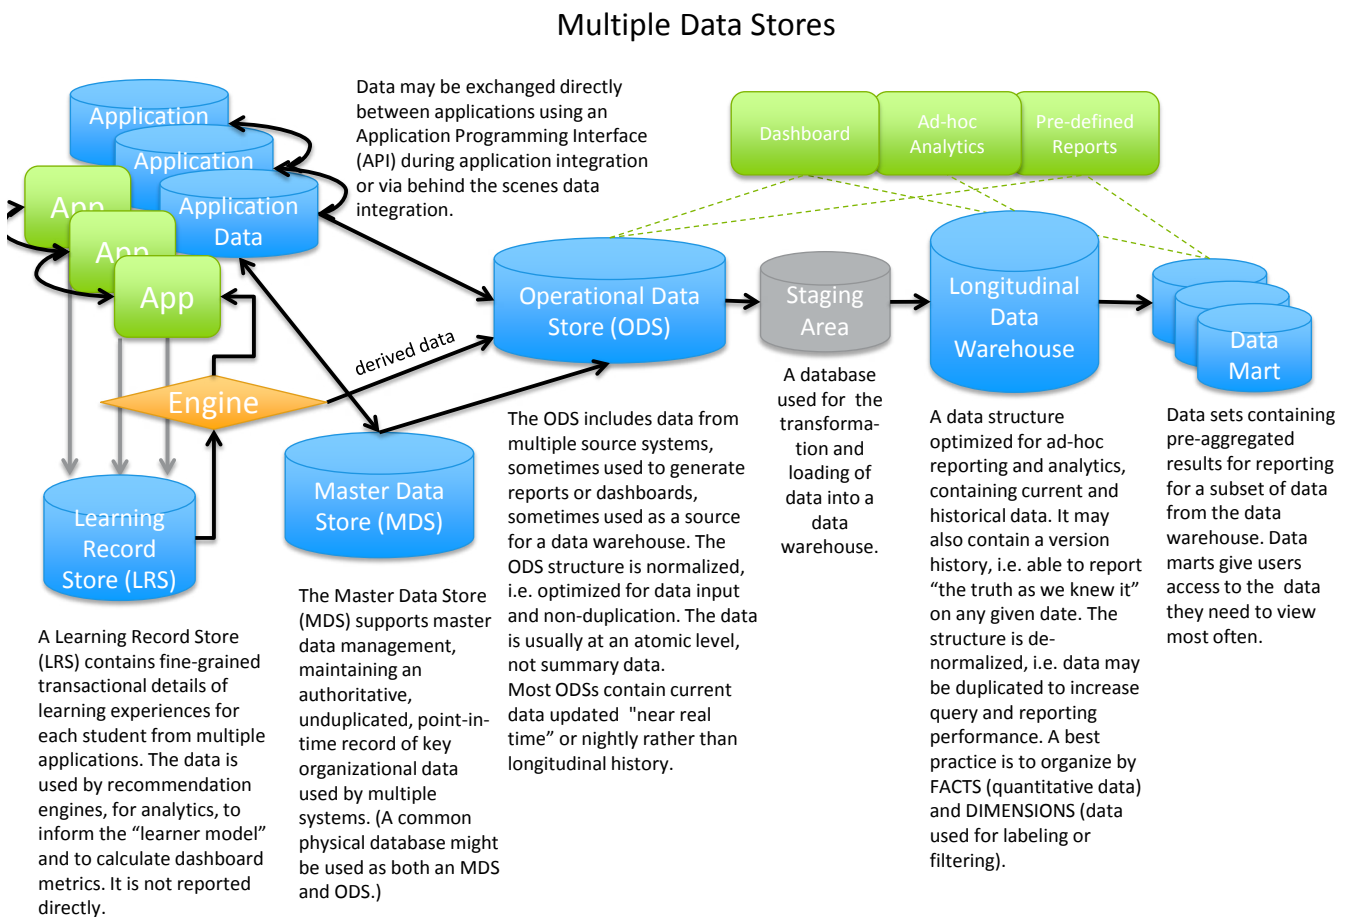 Multiple Data Stores
Application
Application
Application
Data
App
App
App
Data may be exchanged directly
between applications using an
Application Programming Interface
(API) during application integration
or via behind the scenes data
integration.
Dashboard
Ad-hoc
Analytics
Pre-defined
Reports
Operational Data
Store (ODS)
Staging
Area
Longitudinal
Data
Warehouse
Data
Mart
derived data
Engine
Learning
Record
Store (LRS)
Master Data
Store (MDS)
A Learning Record Store
(LRS) contains fine-grained
transactional details of
learning experiences for
each student from multiple
applications. The data is
used by recommendation
engines, for analytics, to
inform the “learner model”
and to calculate dashboard
metrics. It is not reported
directly.
The Master Data Store
(MDS) supports master
data management,
maintaining an
authoritative,
unduplicated, point-in-
time record of key
organizational data
used by multiple
systems. (A common
physical database might
be used as both an MDS
and ODS.)
The ODS includes data from
multiple source systems,
sometimes used to generate
reports or dashboards,
sometimes used as a source
for a data warehouse. The
ODS structure is normalized,
i.e. optimized for data input
and non-duplication. The data
is usually at an atomic level,
not summary data.
Most ODSs contain current
data updated "near real
time” or nightly rather than
longitudinal history.
A database
used for the
transforma-
tion and
loading of
data into a
data
warehouse.
A data structure
optimized for ad-hoc
reporting and analytics,
containing current and
historical data. It may
also contain a version
history, i.e. able to report
“the truth as we knew it”
on any given date. The
structure is de-
normalized, i.e. data may
be duplicated to increase
query and reporting
performance. A best
practice is to organize by
FACTS (quantitative data)
and DIMENSIONS (data
used for labeling or
filtering).
Data sets containing
pre-aggregated
results for reporting
for a subset of data
from the data
warehouse. Data
marts give users
access to the data
they need to view
most often.